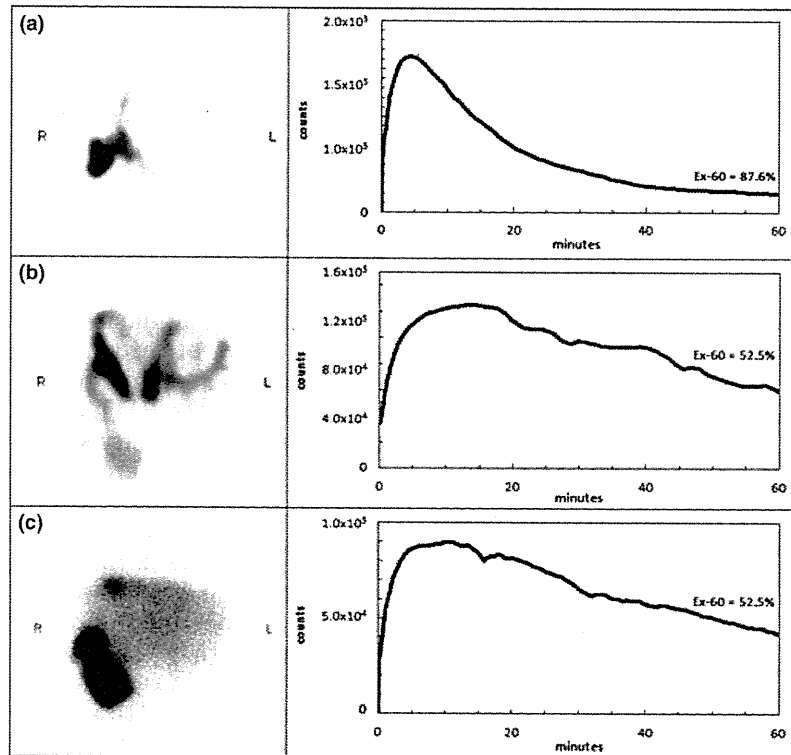 (a)
R
L
counts
2.0x10⁵
1.5x10⁵
1.0x10⁵
0
Ex-60 = 87.6%
0 20 40 60
minutes
(b)
R
L
counts
1.6x10⁵
1.2x10⁵
8.0x10⁴
4.0x10⁴
0
Ex-60 = 52.5%
0 20 40 60
minutes
(c)
R
L
counts
1.0x10⁵
5.0x10⁴
0
Ex-60 = 52.5%
0 20 40 60
minutes